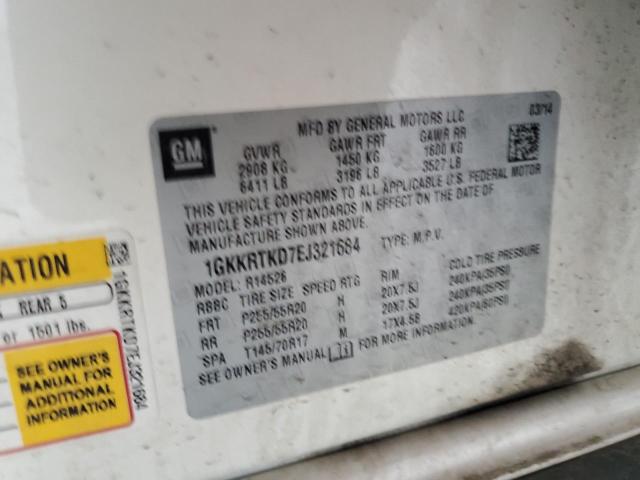 GM
MFD BY GENERAL MOTORS LLC 03/14
GVWR GAWR FRT GAWR RR
2908 KG 1450 KG 1600 KG
6411 LB 3196 LB 3527 LB
THIS VEHICLE CONFORMS TO ALL APPLICABLE U.S. FEDERAL MOTOR
VEHICLE SAFETY STANDARDS IN EFFECT ON THE DATE OF
MANUFACTURE SHOWN ABOVE.
1GKKRTKD7EJ321684 TYPE: M.P.V.
MODEL: R14526
RBBC TIRE SIZE SPEED RTG RIM COLD TIRE PRESSURE
FRT P255/55R20 H 20X7.5J 240KPA(35PSI)
RR P255/55R20 H 20X7.5J 240KPA(35PSI)
SPA T145/70R17 M 17X4.5B 420KPA(60PSI)
SEE OWNER'S MANUAL FOR MORE INFORMATION.
ATION
REAR 5
or 1501 lbs.
SEE OWNER'S
MANUAL FOR
ADDITIONAL
INFORMATION
1GKKRTKD7EJ321684